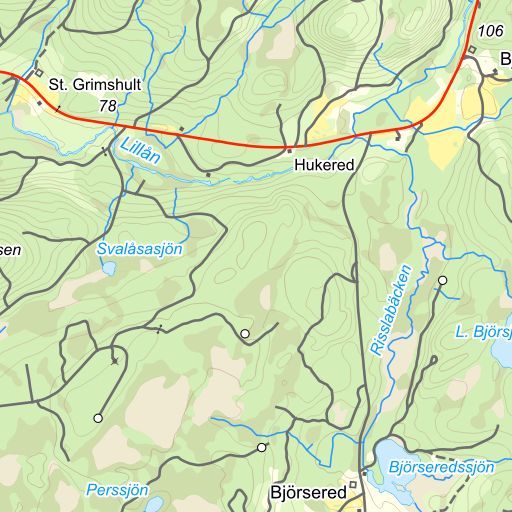 106
B
St. Grimshult
78
Lillån
Hukered
sen
Svalåsasjön
Risslabäcken
L. Björsj
Björseredssjön
Perssjön
Björsered